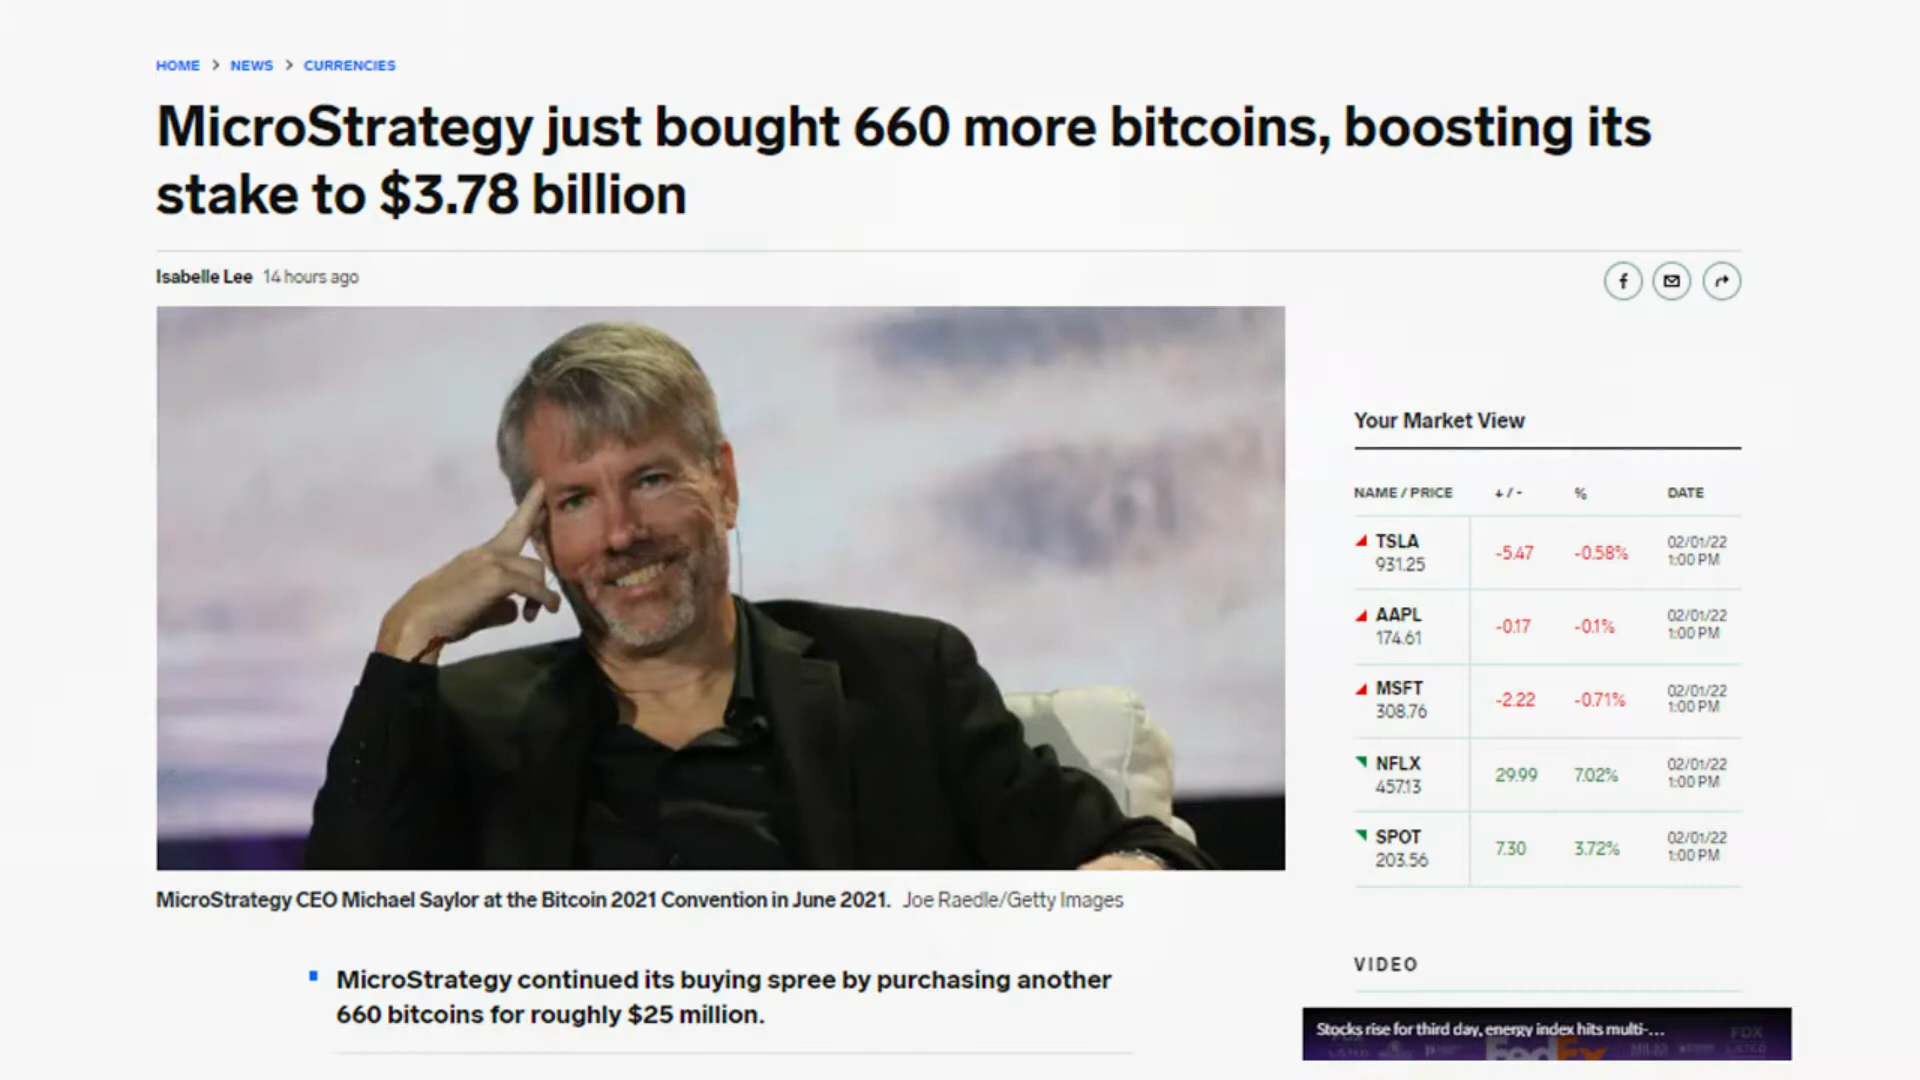 HOME > NEWS > CURRENCIES
MicroStrategy just bought 660 more bitcoins, boosting its
stake to $3.78 billion
Isabelle Lee 14 hours ago
MicroStrategy CEO Michael Saylor at the Bitcoin 2021 Convention in June 2021. Joe Raedle/Getty Images
MicroStrategy continued its buying spree by purchasing another
660 bitcoins for roughly $25 million.
Your Market View
NAME / PRICE + / - % DATE
TSLA -5.47 -0.58% 02/01/22
931.25 1:00 PM
AAPL -0.17 -0.1% 02/01/22
174.61 1:00 PM
MSFT -2.22 -0.71% 02/01/22
308.76 1:00 PM
NFLX 29.99 7.02% 02/01/22
457.13 1:00 PM
SPOT 7.30 3.72% 02/01/22
203.56 1:00 PM
VIDEO
Stocks rise for third day, energy index hits multi-...
FOX
FedEx